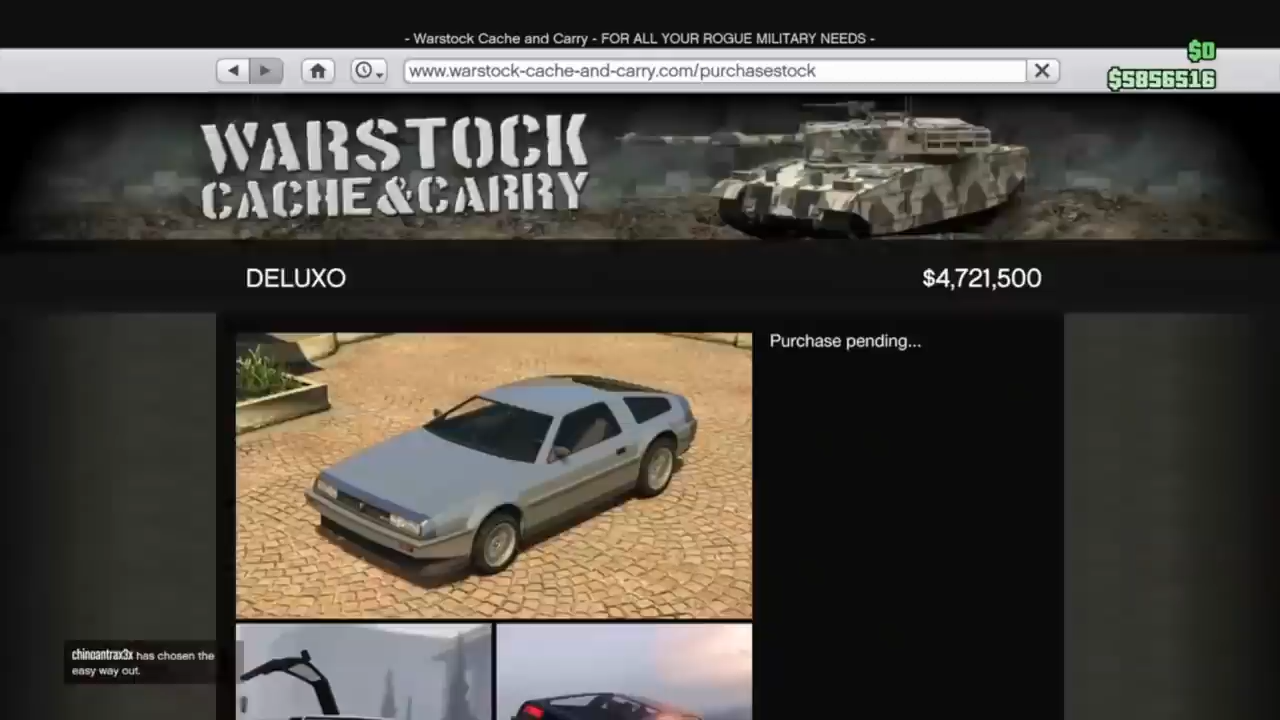 - Warstock Cache and Carry - FOR ALL YOUR ROGUE MILITARY NEEDS -
$0
www.warstock-cache-and-carry.com/purchasestock
$5856516
WARSTOCK
CACHE&CARRY
DELUXO
$4,721,500
Purchase pending...
chinoantrax3x has chosen the
easy way out.